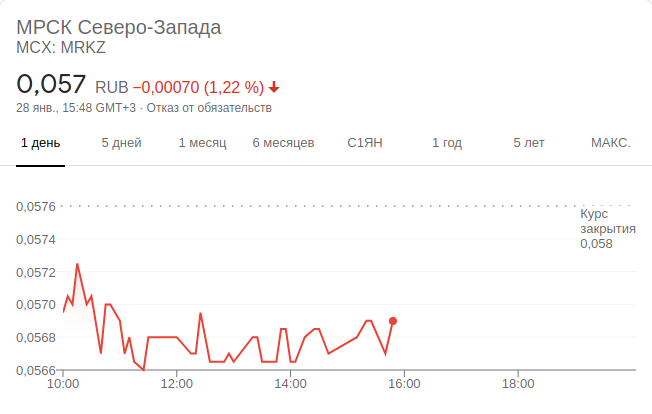 МРСК Северо-Запада
MCX: MRKZ
0,057 RUB −0,00070 (1,22 %)
28 янв., 15:48 GMT+3 · Отказ от обязательств
1 день 5 дней 1 месяц 6 месяцев С1ЯН 1 год 5 лет МАКС.
0,0576
Курс
закрытия
0,058
0,0574
0,0572
0,0570
0,0568
0,0566
10:00 12:00 14:00 16:00 18:00